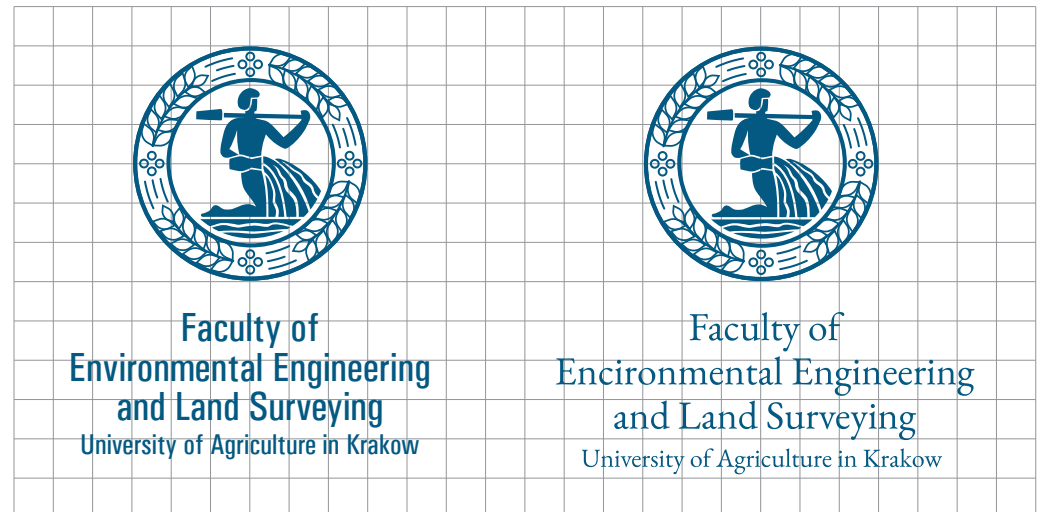 Faculty of
Environmental Engineering
and Land Surveying
University of Agriculture in Krakow
Faculty of
Encironmental Engineering
and Land Surveying
University of Agriculture in Krakow